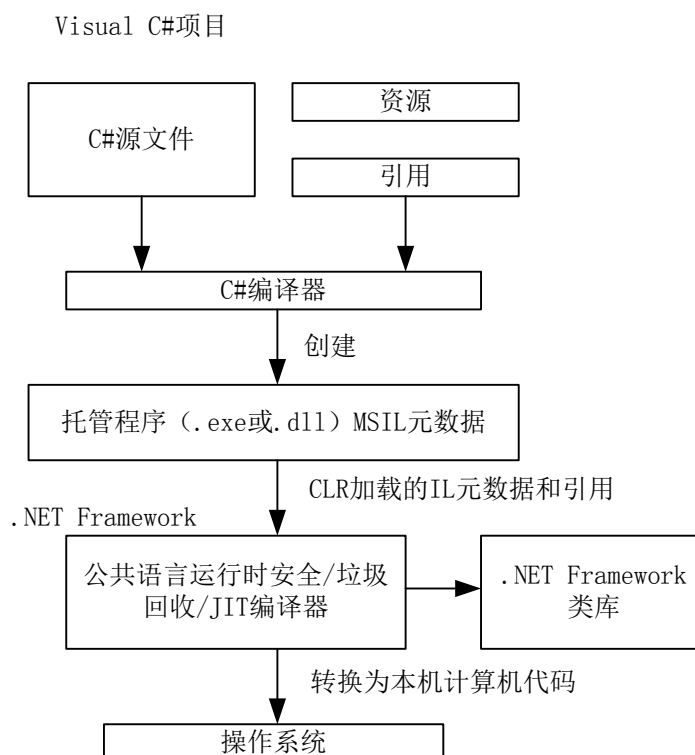 Visual C#项目
C#源文件
资源
引用
C#编译器
创建
托管程序（.exe或.dll）MSIL元数据
CLR加载的IL元数据和引用
.NET Framework
公共语言运行时安全/垃圾
回收/JIT编译器
.NET Framework
类库
转换为本机计算机代码
操作系统